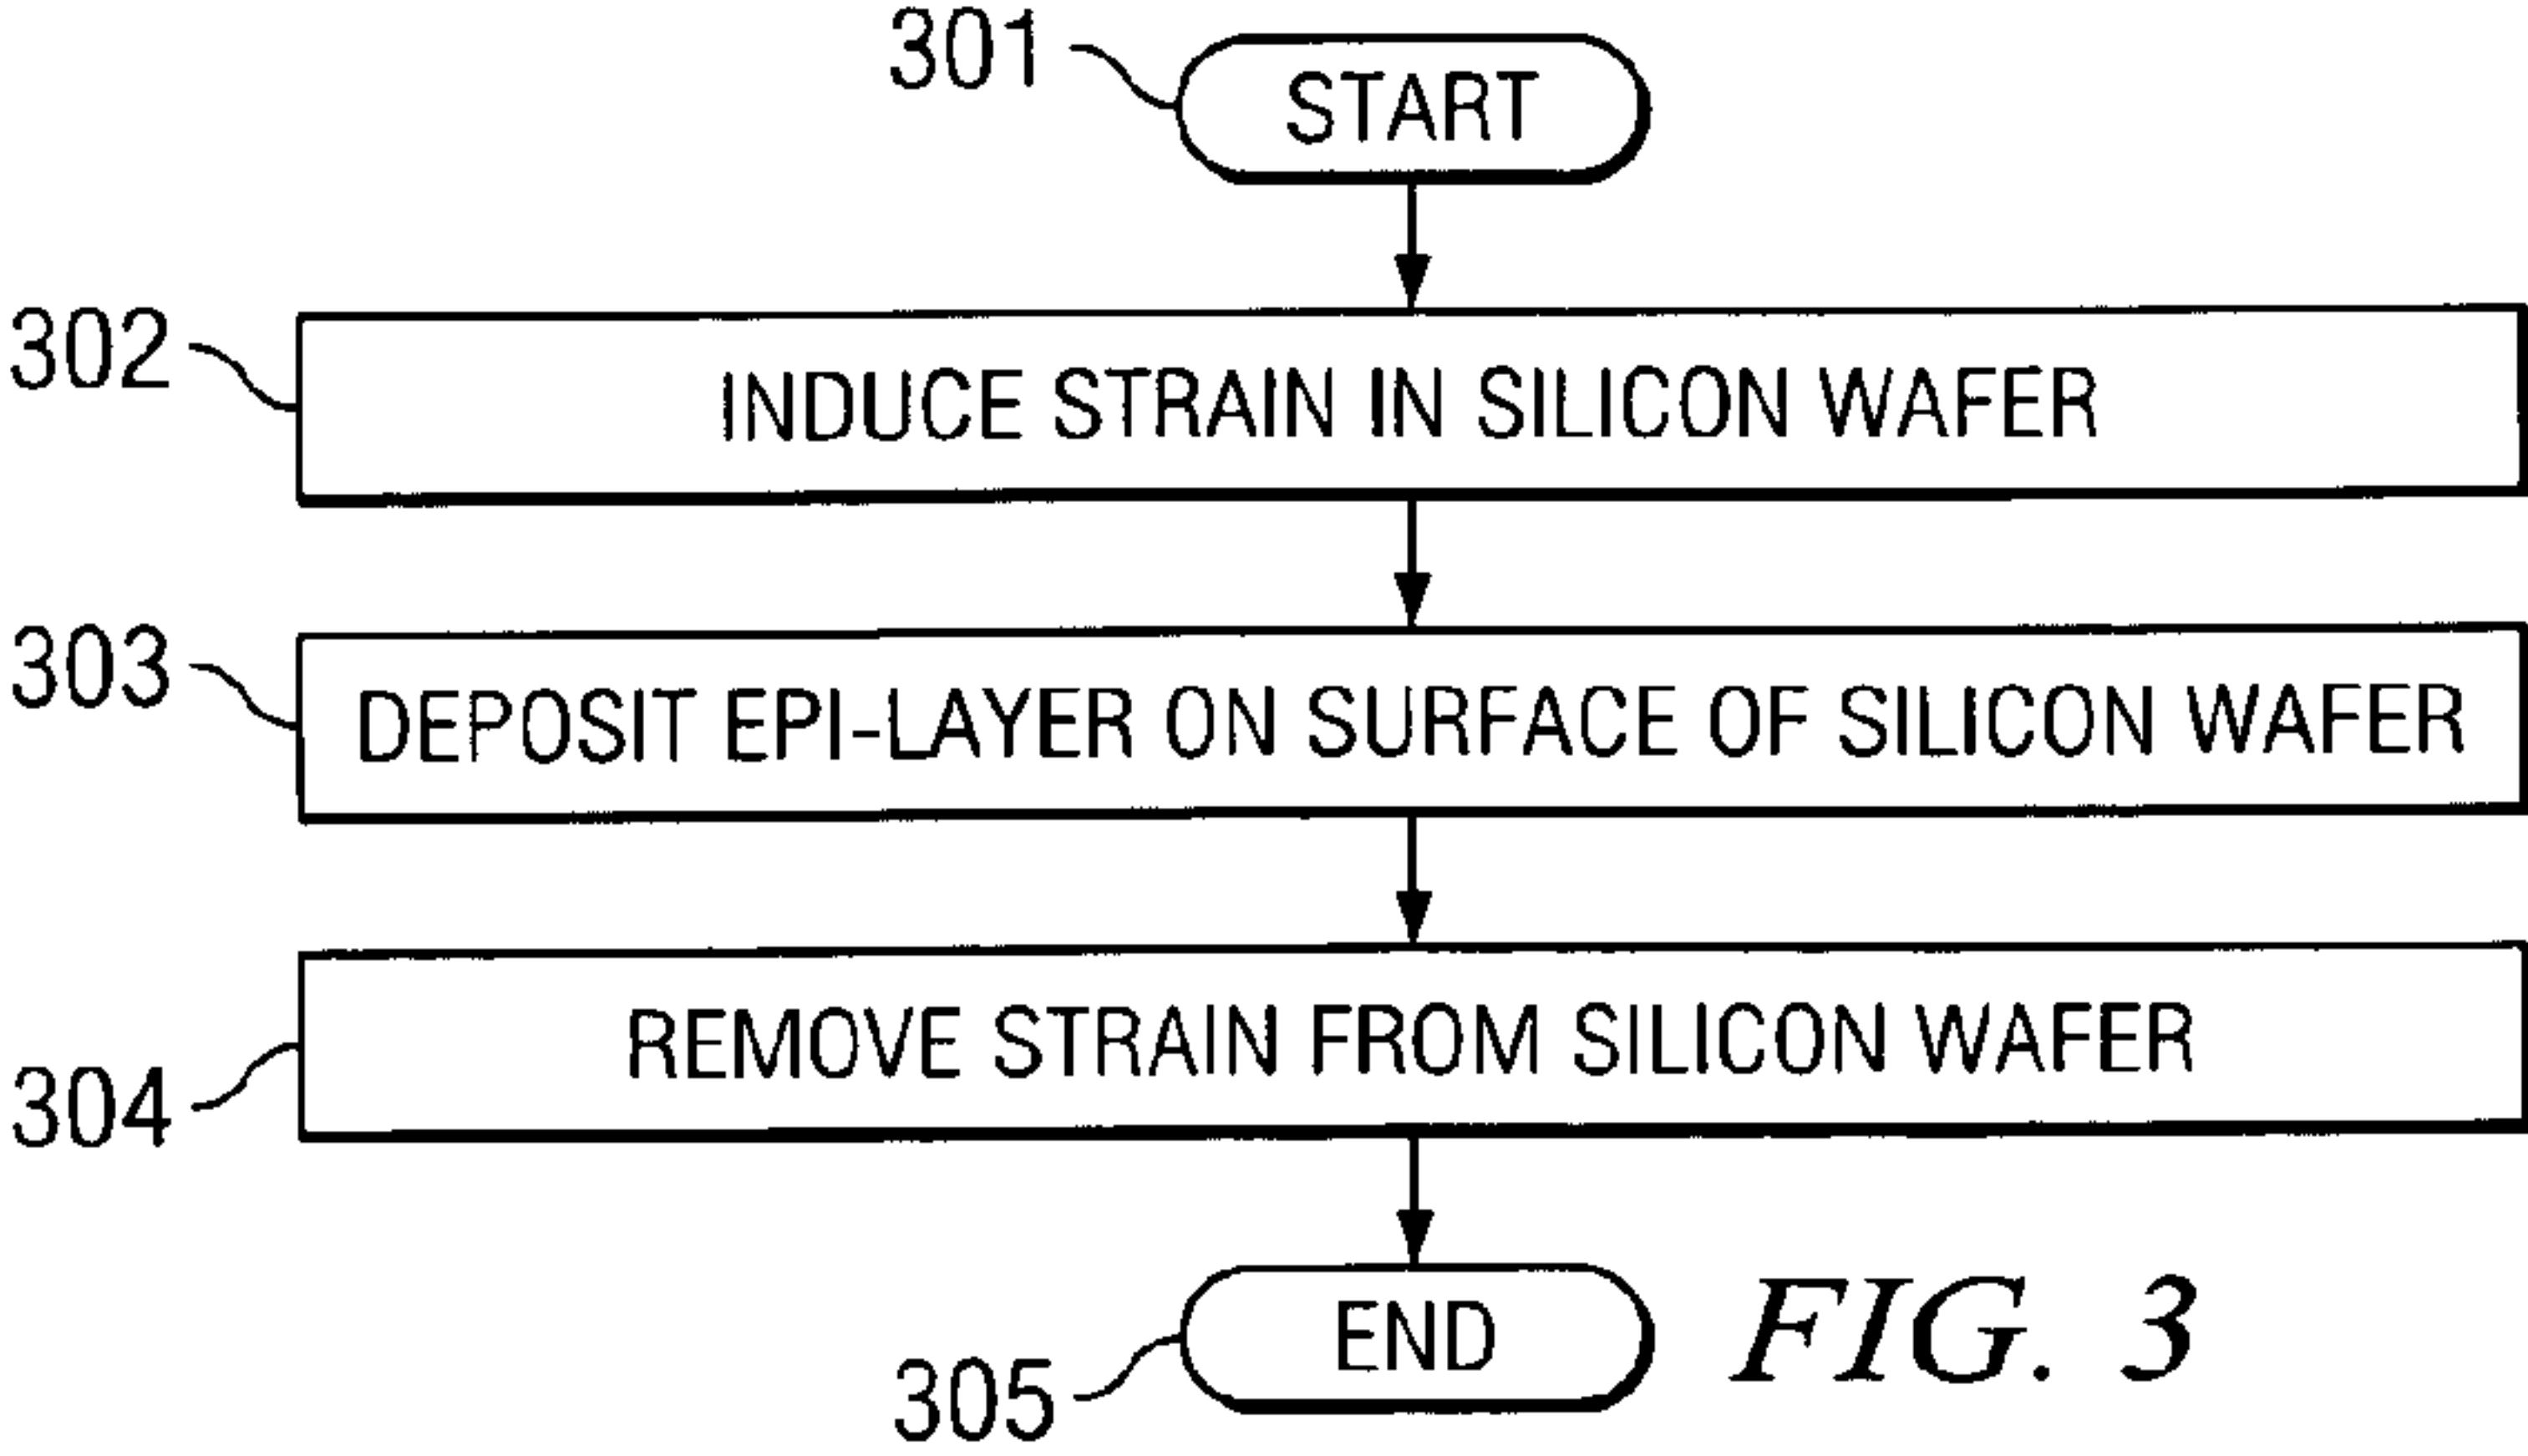 301
START
302
INDUCE STRAIN IN SILICON WAFER
303
DEPOSIT EPI-LAYER ON SURFACE OF SILICON WAFER
REMOVE STRAIN FROM SILICON WAFER
304
END
305
FIG. 3